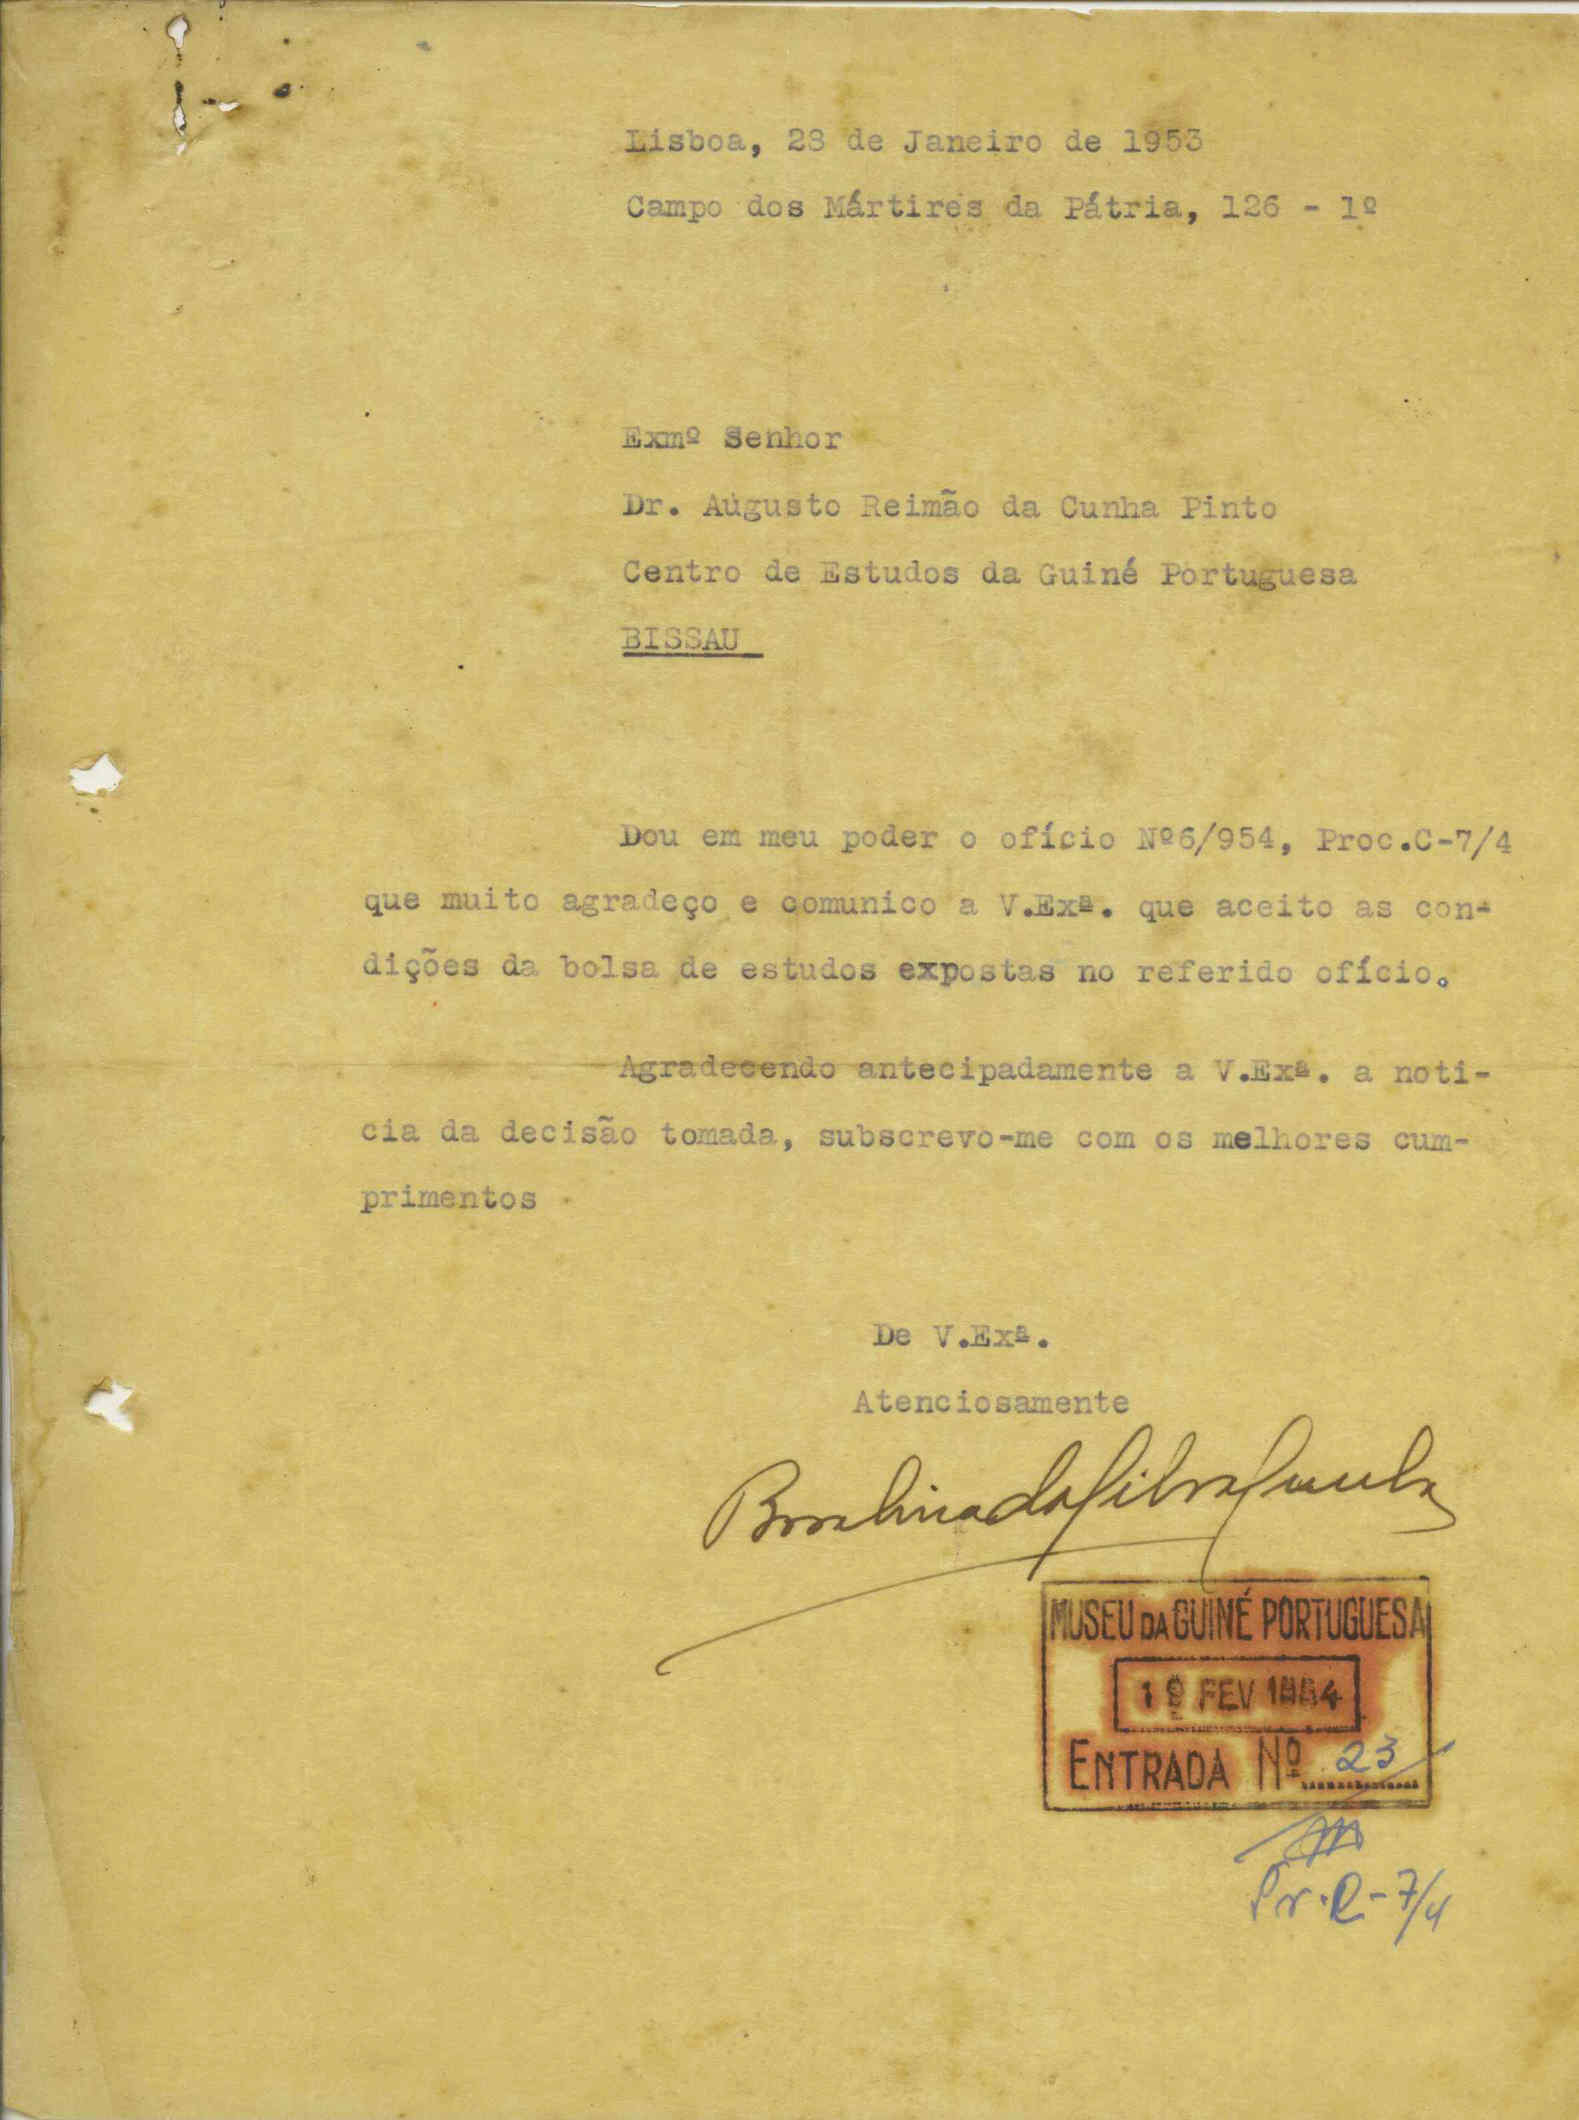 Lisboa, 28 de Janeiro de 1953
Campo dos Mártires da Pátria, 126 - 1º
Exmº Senhor
Dr. Augusto Reimão da Cunha Pinto
Centro de Estudos da Guiné Portuguesa
BISSAU
Dou em meu poder o ofício Nº6/954, Proc.C-7/4
que muito agradeço e comunico a V.Exª. que aceito as con-
dições da bolsa de estudos expostas no referido ofício.
Agradecendo antecipadamente a V.Exª. a noti-
cia da decisão tomada, subscrevo-me com os melhores cum-
primentos
De V.Exª.
Atenciosamente
da Silva
MUSEU DA GUINÉ PORTUGUESA
FEV
ENTRADA Nº 23
7/4